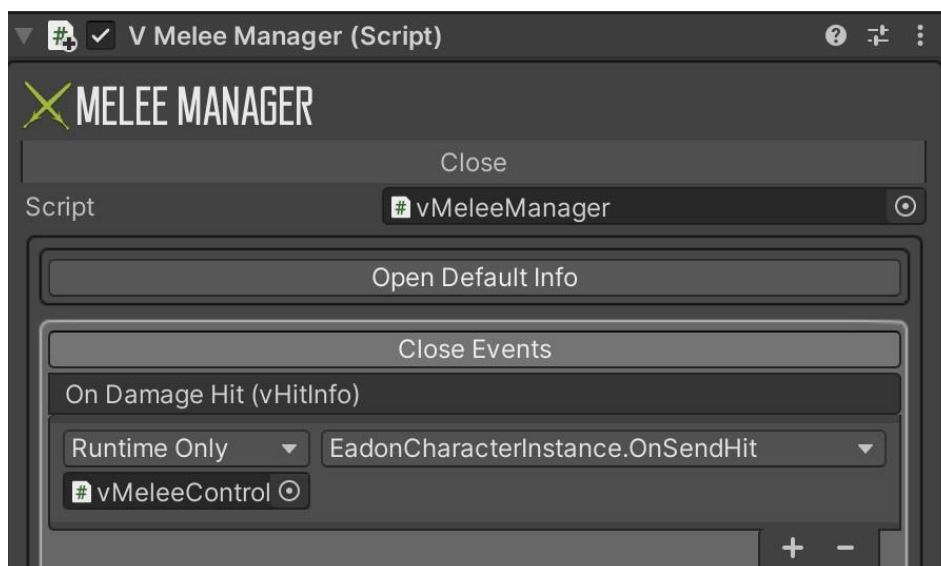 V Melee Manager (Script)
MELEE MANAGER
Close
Script vMeleeManager
Open Default Info
Close Events
On Damage Hit (vHitInfo)
Runtime Only EadonCharacterInstance.OnSendHit
vMeleeControl